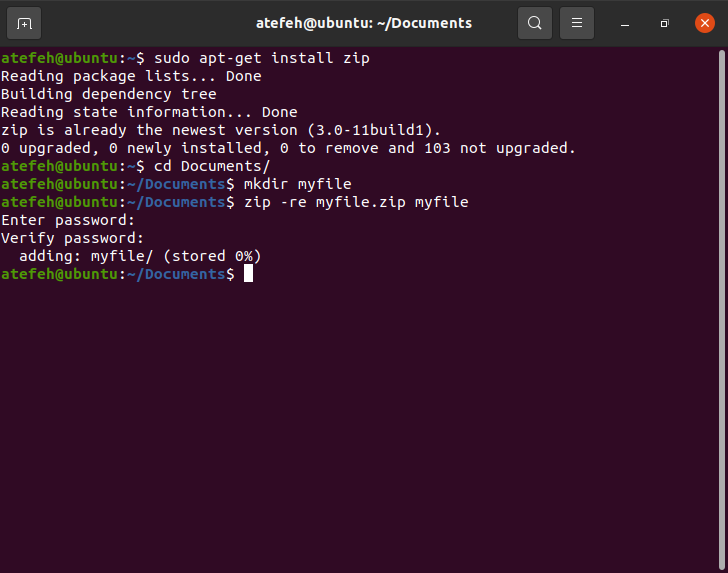 atefeh@ubuntu: ~/Documents
atefeh@ubuntu:~$ sudo apt-get install zip
Reading package lists... Done
Building dependency tree
Reading state information... Done
zip is already the newest version (3.0-11build1).
0 upgraded, 0 newly installed, 0 to remove and 103 not upgraded.
atefeh@ubuntu:~$ cd Documents/
atefeh@ubuntu:~/Documents$ mkdir myfile
atefeh@ubuntu:~/Documents$ zip -re myfile.zip myfile
Enter password:
Verify password:
  adding: myfile/ (stored 0%)
atefeh@ubuntu:~/Documents$